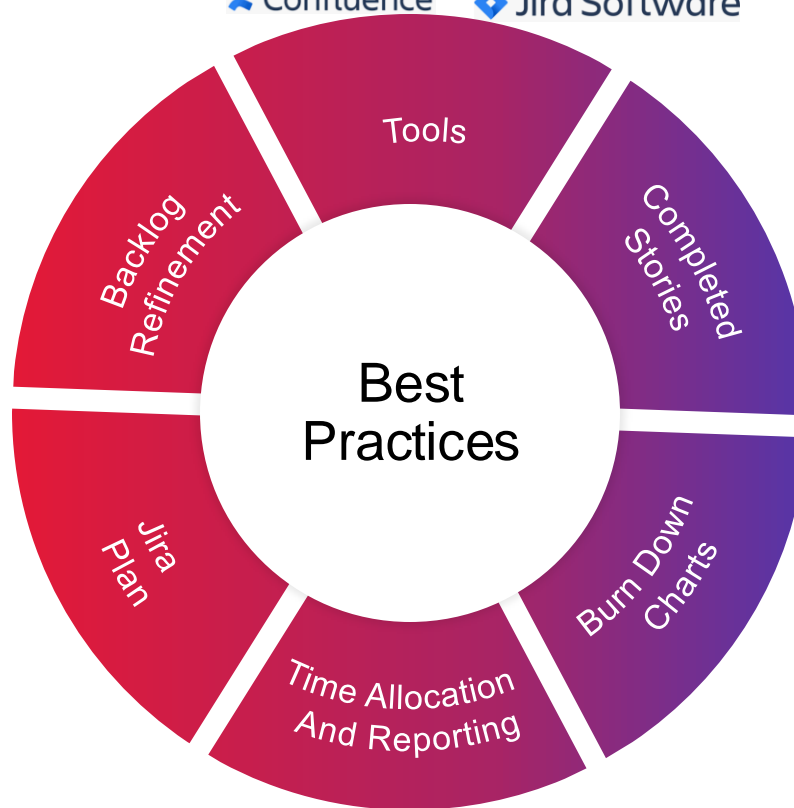 Confluence
Jira Software
Tools
Completed
Stories
Burn Down
Charts
Time Allocation
And Reporting
Jira
Plan
Backlog
Refinement
Best
Practices